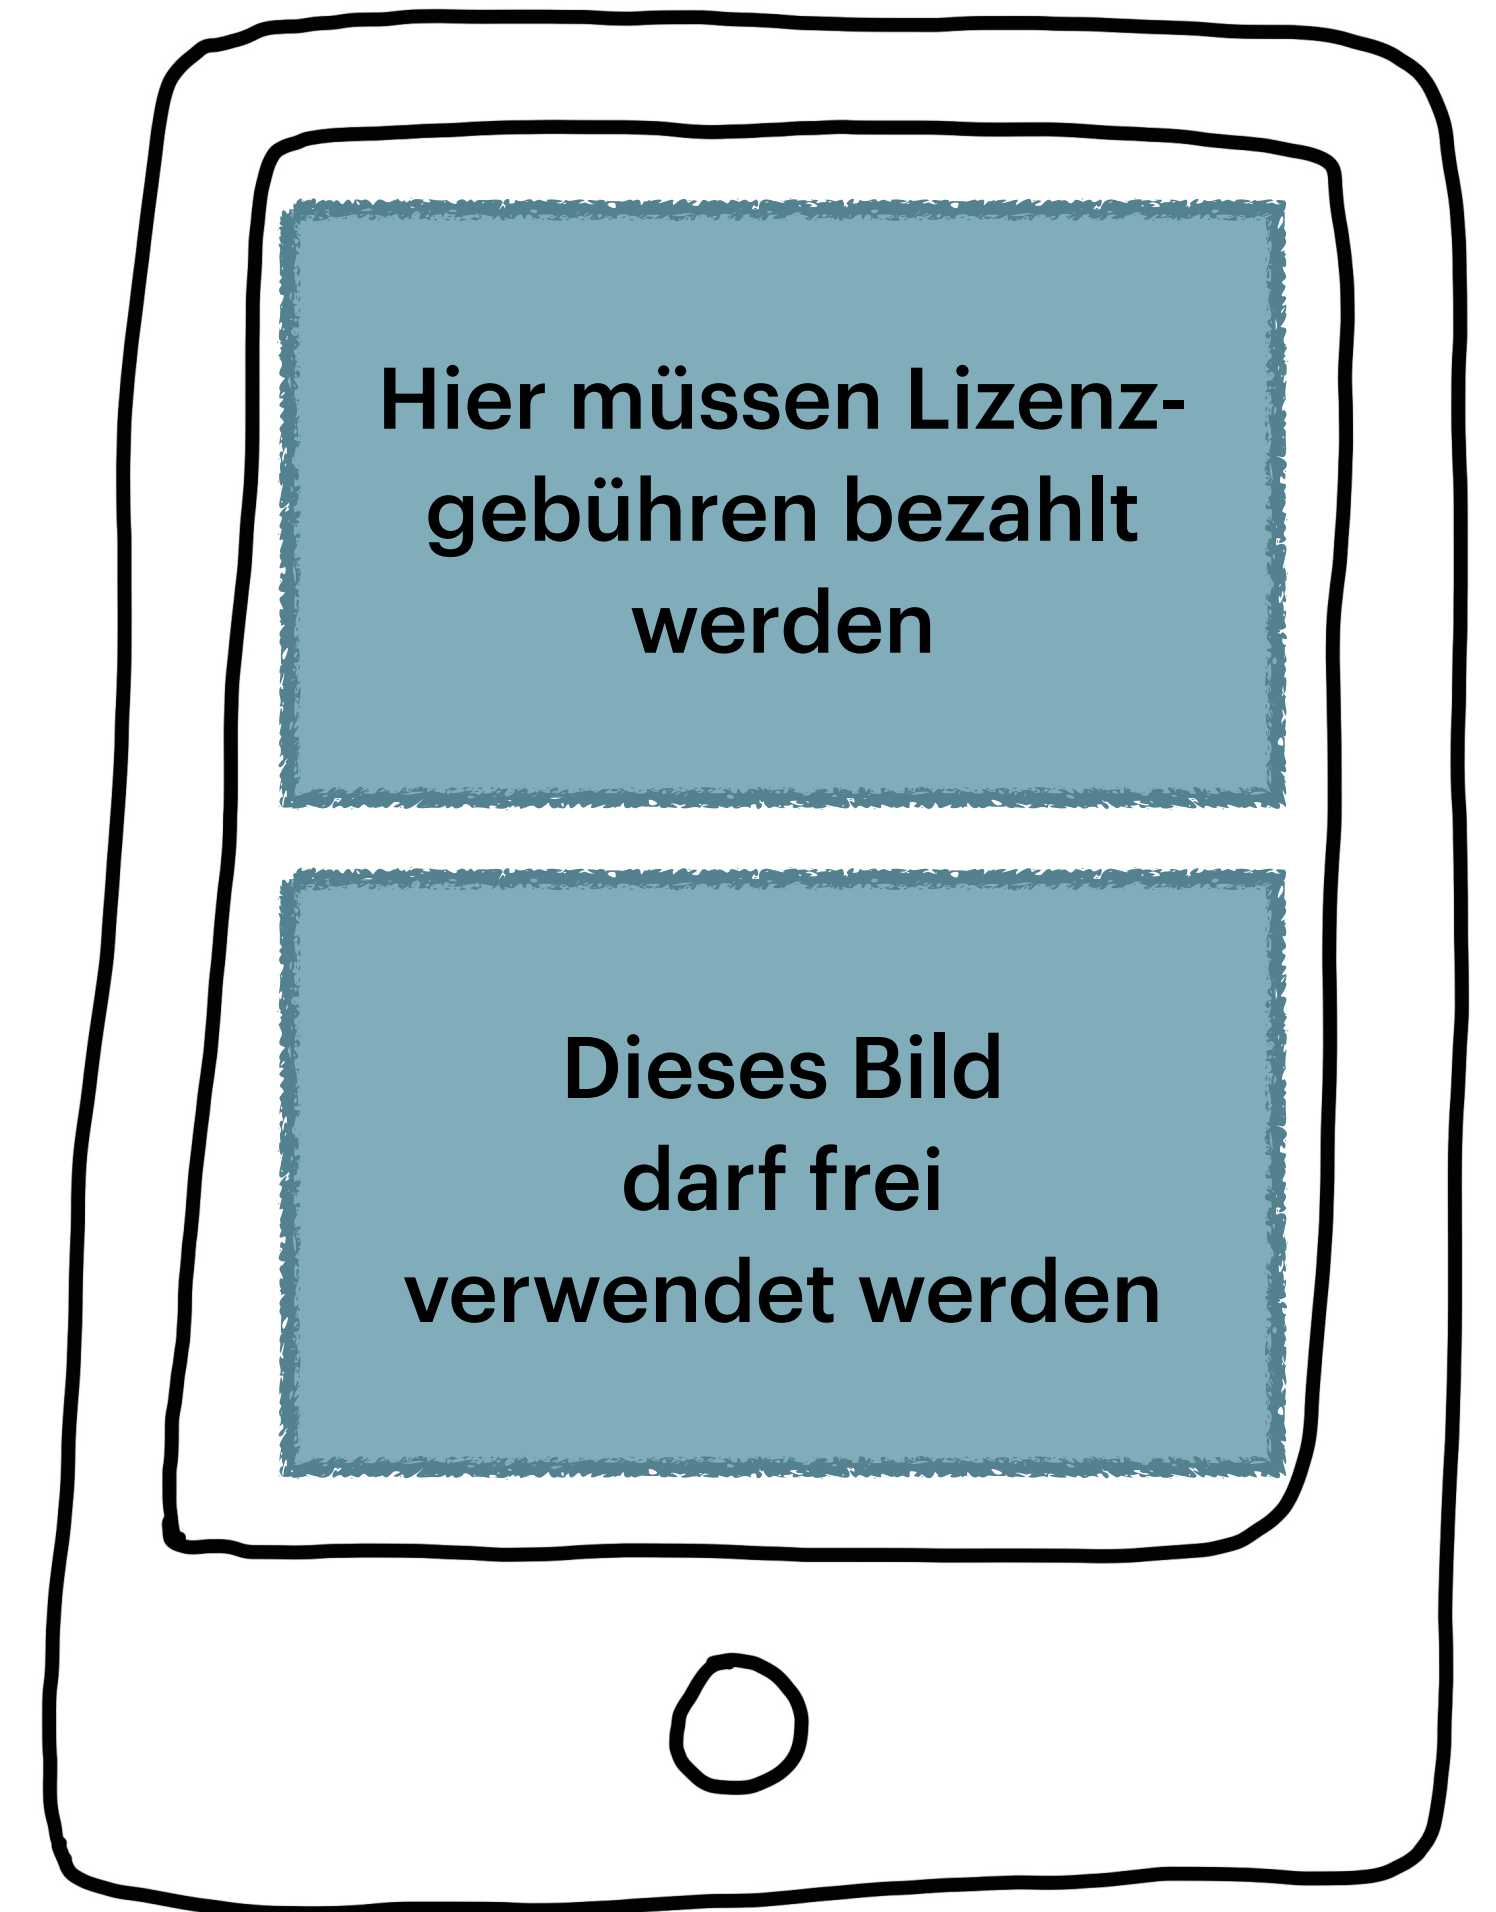 Hier müssen Lizenz-
gebühren bezahlt
werden
Dieses Bild
darf frei
verwendet werden